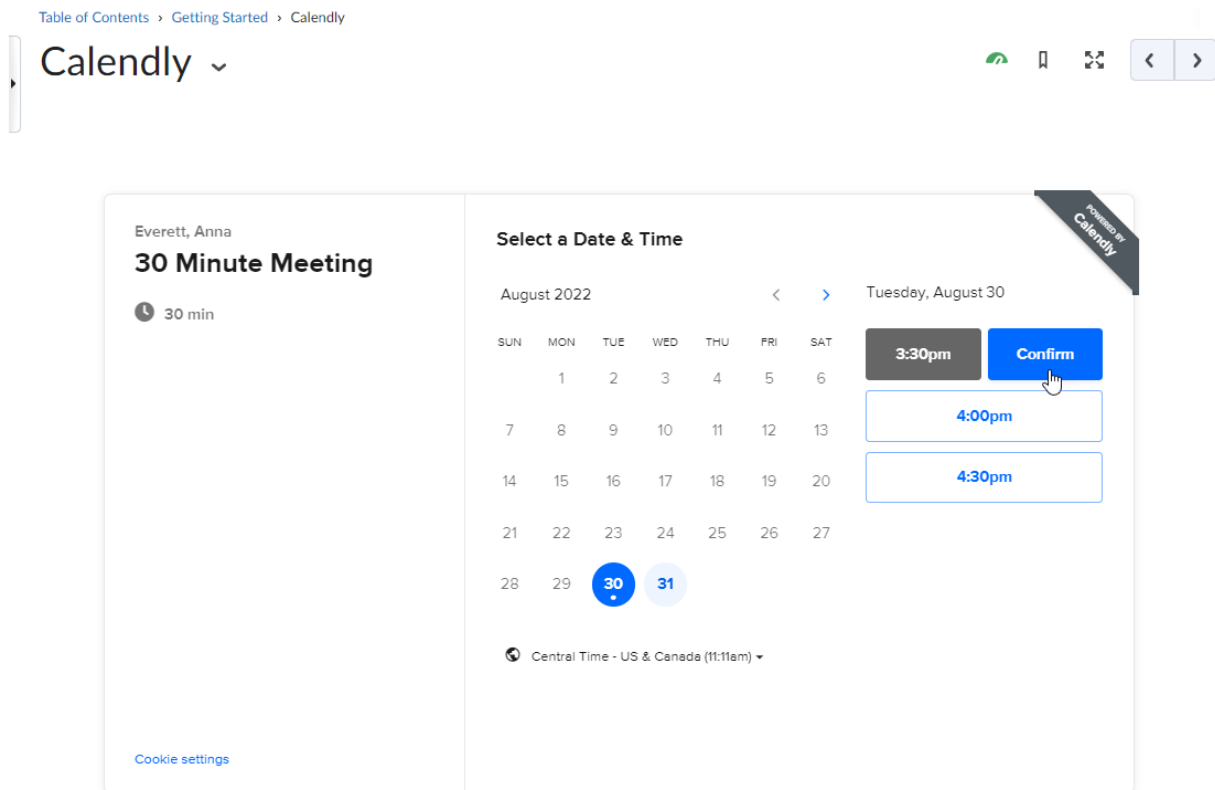 Table of Contents › Getting Started › Calendly
Calendly
Everett, Anna
30 Minute Meeting
30 min
Cookie settings
Select a Date & Time
August 2022
SUN MON TUE WED THU FRI SAT
1 2 3 4 5 6
7 8 9 10 11 12 13
14 15 16 17 18 19 20
21 22 23 24 25 26 27
28 29 30 31
Central Time - US & Canada (11:11am)
Tuesday, August 30
3:30pm Confirm
4:00pm
4:30pm
POWERED BY
Calendly